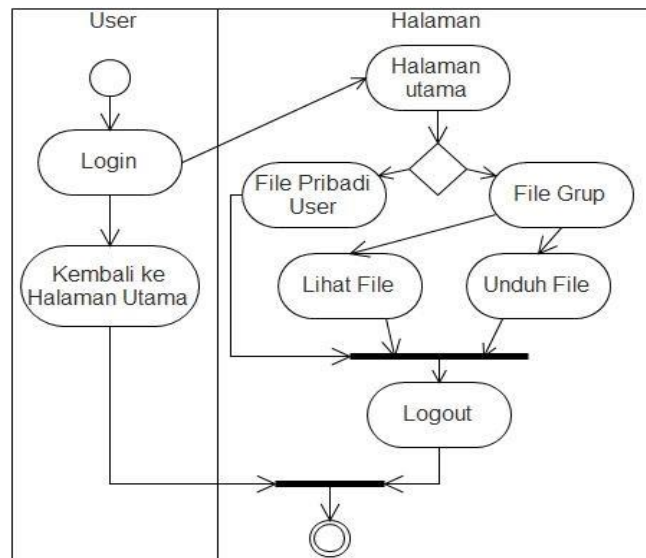 User
Halaman
Halaman
utama
Login
File Pribadi
User
File Grup
Kembali ke
Halaman Utama
Lihat File
Unduh File
Logout